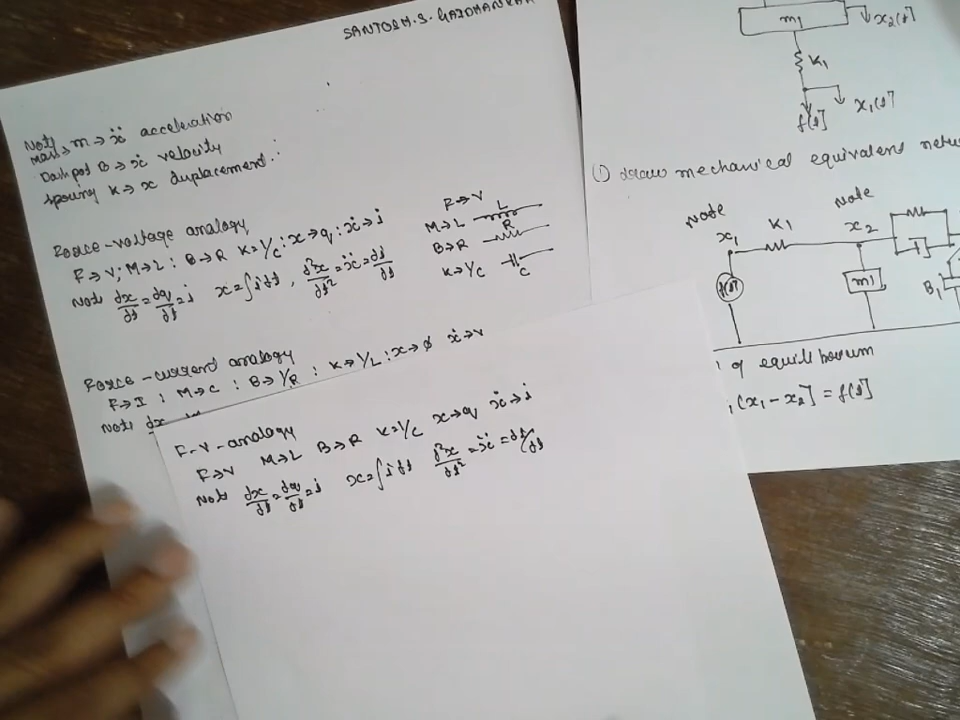 SANTOSH.S. GAIDHANKAR
Note
Mass → m → ẍ acceleration
Dashpot B → ẋ velocity
Spring K → x displacement
Force-voltage analogy
F → V ; M → L : B → R K = 1/C : x → q : ẋ → i
Note dx/dt = dq/dt = i x = ∫i dt , d²x/dt² = ẍ = di/dt
F → V
M → L L
B → R R
K → 1/C C
Force-current analogy
F → I : M → C : B → 1/R : K → 1/L : x → ϕ ẋ → v
Note dx
F-V-analogy
F → V M → L B → R K = 1/C x → q ẋ → i
Note dx/dt = dq/dt = i x = ∫i dt d²x/dt² = ẍ = di/dt
m1 x2(t)
K1
x1(t)
f(t)
① Draw mechanical equivalent
Node Node
x1 K1 x2
f(t) m1 B1
of equilibrium
(x1 - x2) = f(t)